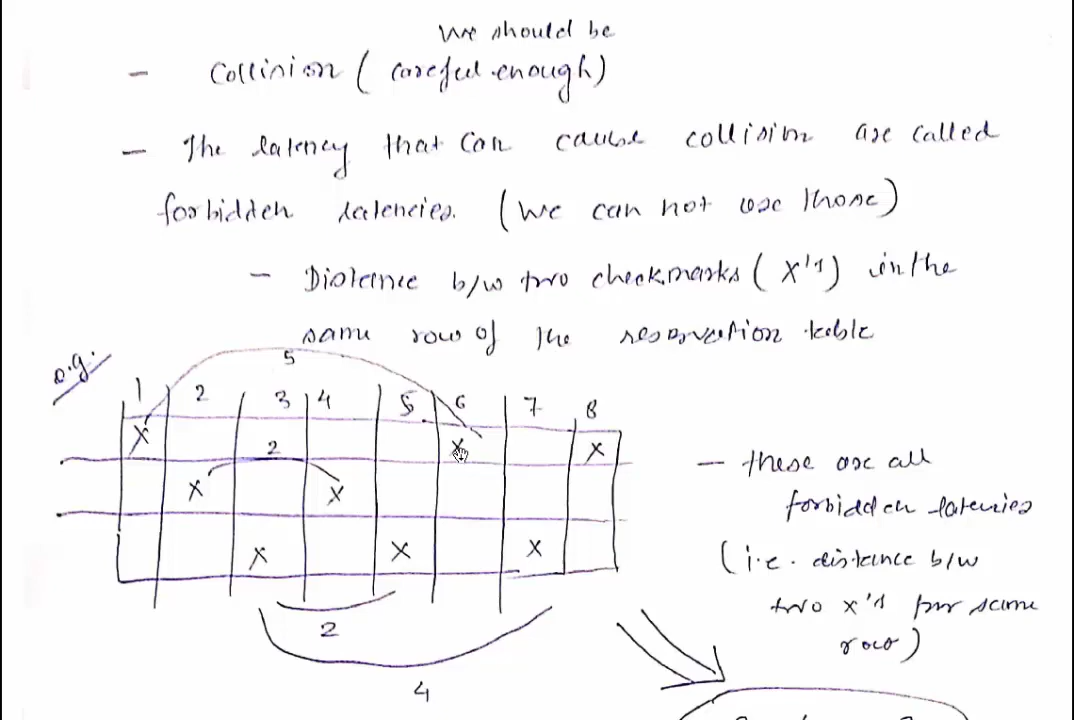 We should be
- Collision ( careful enough)
- The latency that can cause collision are called
forbidden latencies. (We can not use those)
- Distance b/w two checkmarks ( X's) in the
same row of the reservation table
e.g.
5
1 2 3 4 5 6 7 8
X X X
2
X X
X X X
2
4
- these are all
forbidden latencies
(i.e. distance b/w
two x's per same
row)